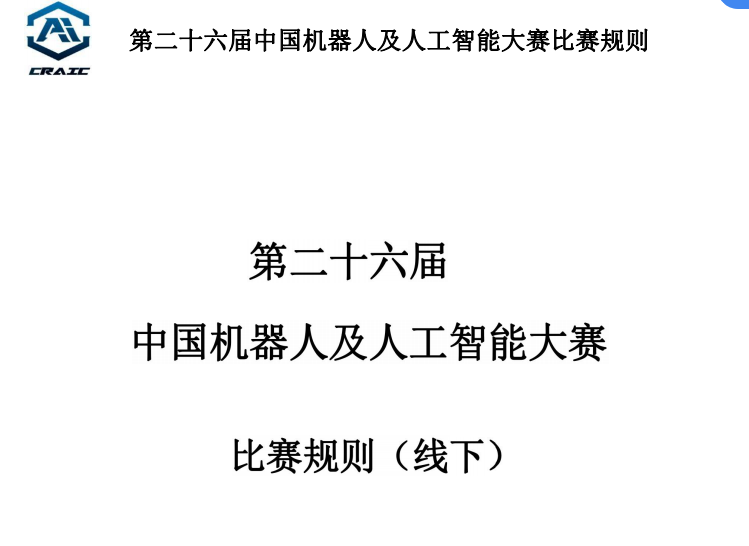 CRAIC
第二十六届中国机器人及人工智能大赛比赛规则
第二十六届
中国机器人及人工智能大赛
比赛规则（线下）